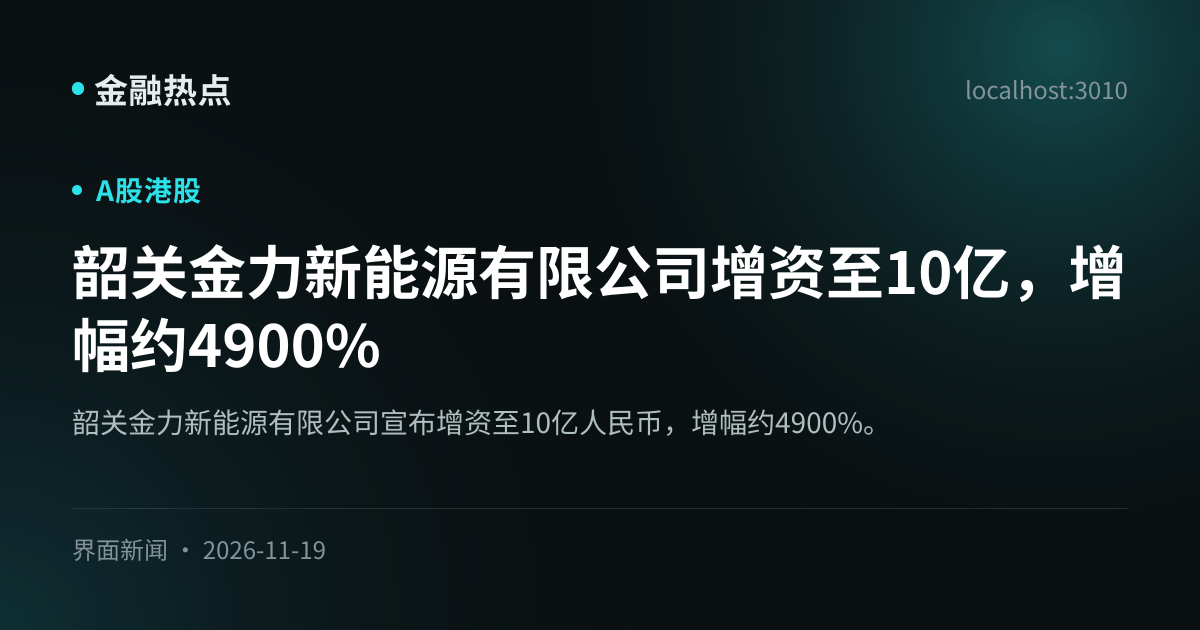 金融热点
localhost:3010
A股港股
韶关金力新能源有限公司增资至10亿，增
幅约4900%
韶关金力新能源有限公司宣布增资至10亿人民币，增幅约4900%。
界面新闻 • 2026-11-19